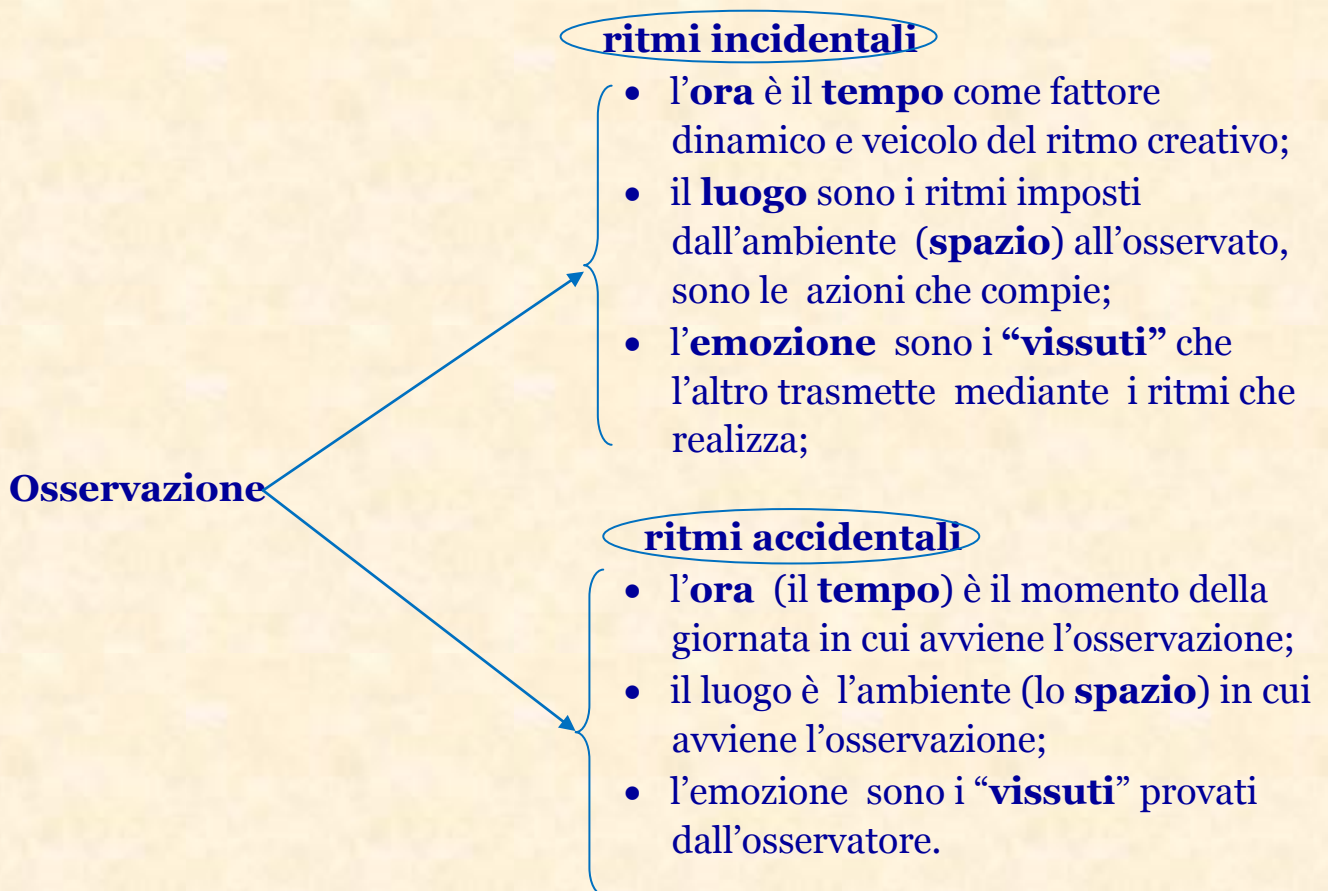 ritmi incidentali
• l’ora è il tempo come fattore
dinamico e veicolo del ritmo creativo;
• il luogo sono i ritmi imposti
dall’ambiente (spazio) all’osservato,
sono le azioni che compie;
• l’emozione sono i “vissuti” che
l’altro trasmette mediante i ritmi che
realizza;
Osservazione
ritmi accidentali
• l’ora (il tempo) è il momento della
giornata in cui avviene l’osservazione;
• il luogo è l’ambiente (lo spazio) in cui
avviene l’osservazione;
• l’emozione sono i “vissuti” provati
dall’osservatore.